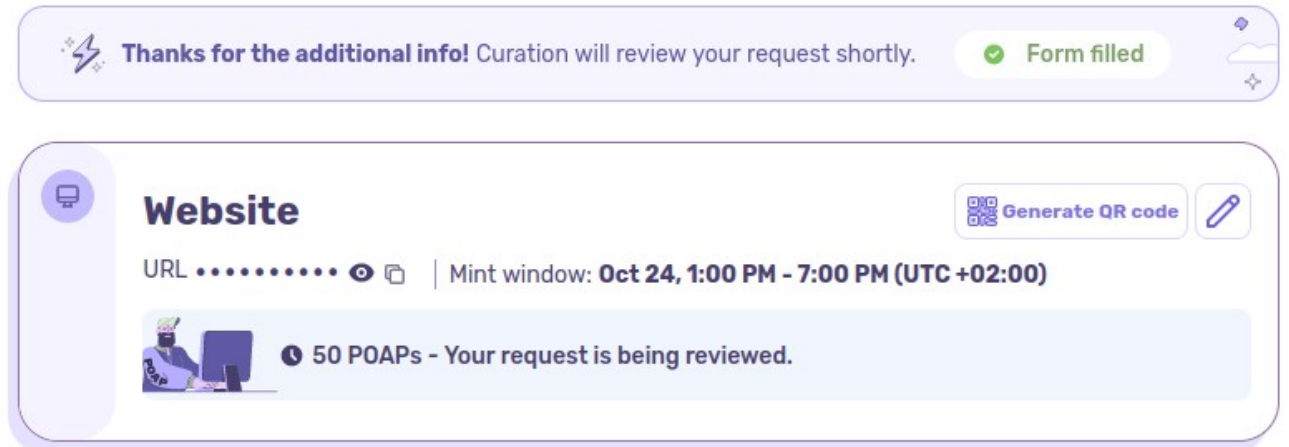 Thanks for the additional info! Curation will review your request shortly. Form filled
Website
Generate QR code
URL •••••••••• Mint window: Oct 24, 1:00 PM - 7:00 PM (UTC +02:00)
POAP
50 POAPs - Your request is being reviewed.